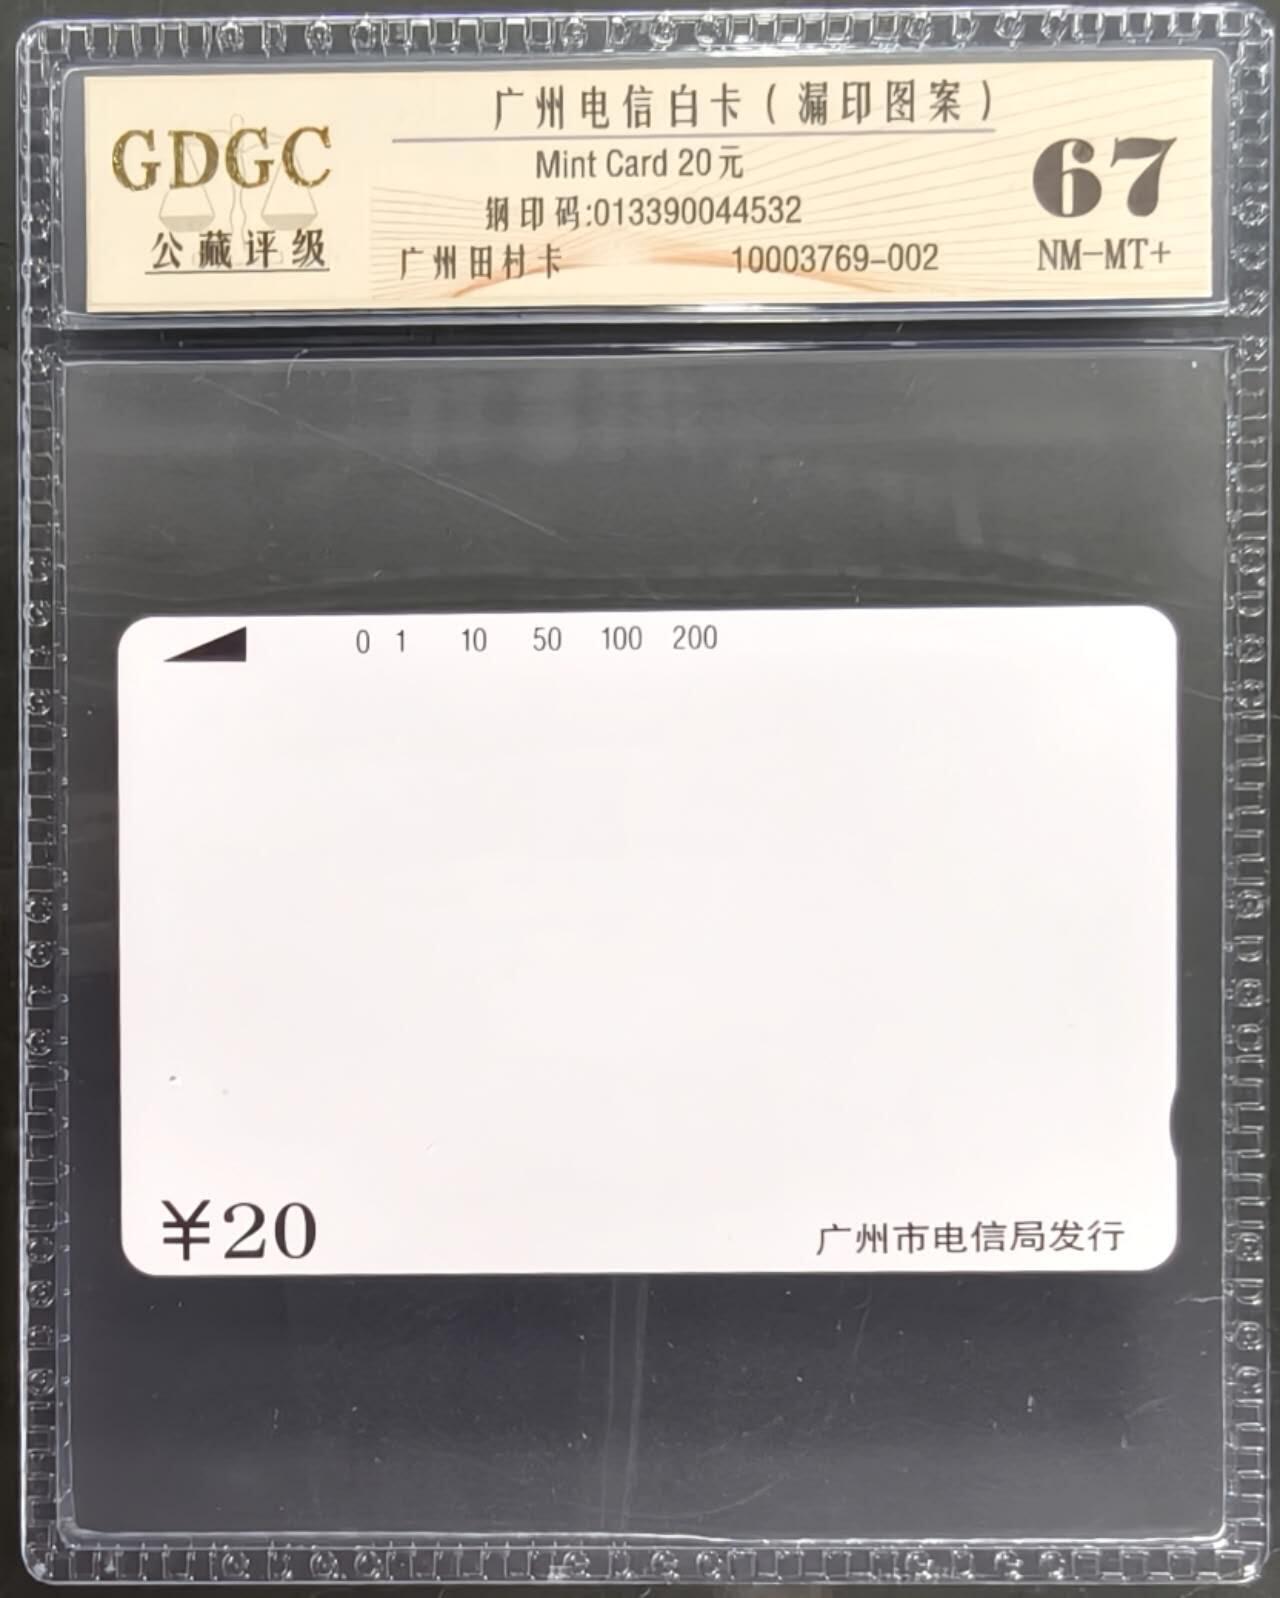 GDGC
公藏评级
广州电信白卡（漏印图案）
Mint Card 20元
钢印码:013390044532
广州田村卡 10003769-002
67
NM-MT+
0 1 10 50 100 200
¥20
广州市电信局发行